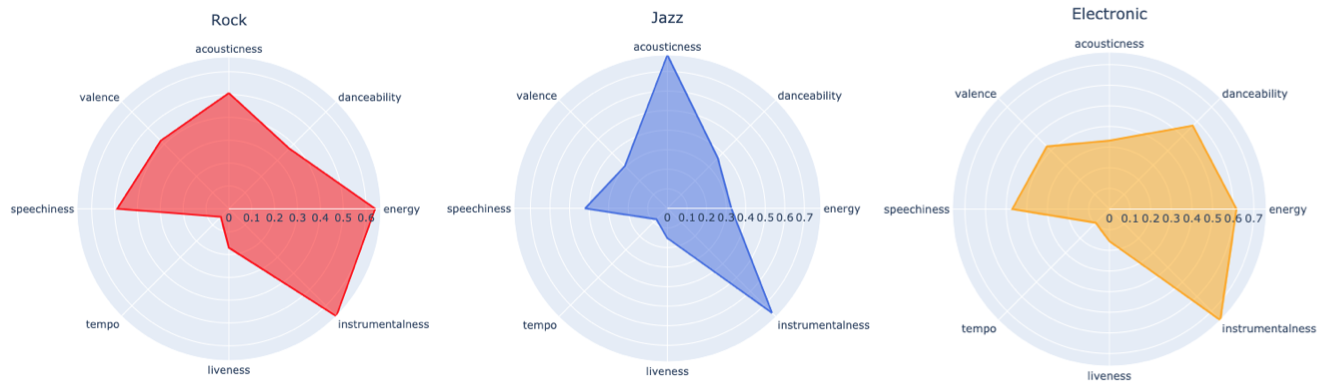 Rock
acousticness
valence
danceability
speechiness
0 0.1 0.2 0.3 0.4 0.5 0.6
energy
tempo
instrumentalness
liveness
Jazz
acousticness
valence
danceability
speechiness
0 0.1 0.2 0.3 0.4 0.5 0.6 0.7
energy
tempo
instrumentalness
liveness
Electronic
acousticness
valence
danceability
speechiness
0 0.1 0.2 0.3 0.4 0.5 0.6 0.7
energy
tempo
instrumentalness
liveness